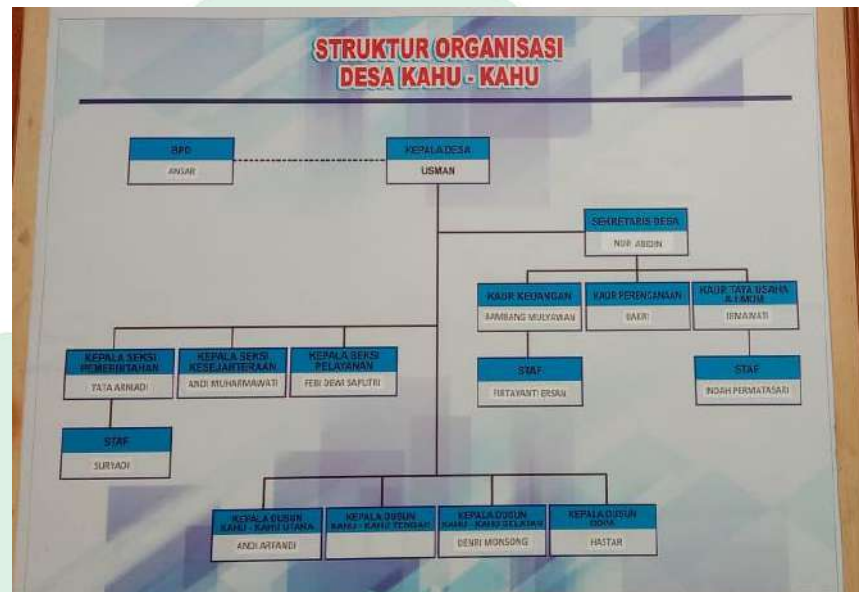 STRUKTUR ORGANISASI
DESA KAHU - KAHU
BPD
ANSAR
KEPALA DESA
USMAN
SEKRETARIS DESA
NUR ABIDIN
KAUR KEUANGAN
BAMBANG MULYAWAN
KAUR PERENCANAAN
BAKRI
KAUR TATA USAHA
& UMUM
IRMAWATI
KEPALA SEKSI
PEMERINTAHAN
TATA ARMADI
KEPALA SEKSI
KESEJAHTERAAN
ANDI MUHARMAWATI
KEPALA SEKSI
PELAYANAN
FEBI DEWI SAPUTRI
STAF
ERSAN
STAF
INDAH PERMATASARI
STAF
SURYADI
KEPALA DUSUN
KAHU - KAHU UTARA
ANDI ARFANDI
KEPALA DUSUN
KAHU - KAHU TENGAH
KEPALA DUSUN
KAHU - KAHU SELATAN
DENRI MONSONG
KEPALA DUSUN
HASTAR